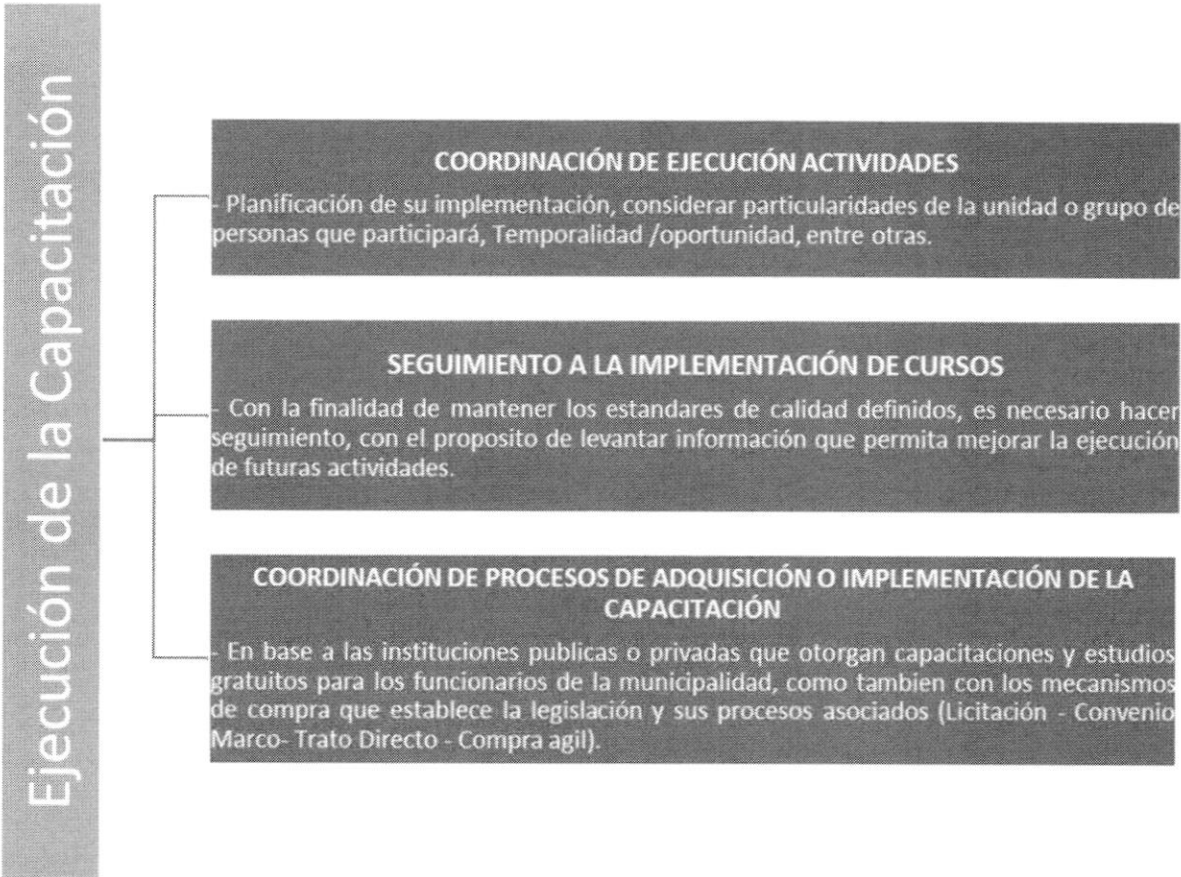 Ejecución de la Capacitación
COORDINACIÓN DE EJECUCIÓN ACTIVIDADES
- Planificación de su implementación, considerar particularidades de la unidad o grupo de
personas que participará, Temporalidad /oportunidad, entre otras.
SEGUIMIENTO A LA IMPLEMENTACIÓN DE CURSOS
- Con la finalidad de mantener los estandares de calidad definidos, es necesario hacer
seguimiento, con el proposito de levantar información que permita mejorar la ejecución
de futuras actividades.
COORDINACIÓN DE PROCESOS DE ADQUISICIÓN O IMPLEMENTACIÓN DE LA
CAPACITACIÓN
- En base a las instituciones publicas o privadas que otorgan capacitaciones y estudios
gratuitos para los funcionarios de la municipalidad, como tambien con los mecanismos
de compra que establece la legislación y sus procesos asociados (Licitación - Convenio
Marco- Trato Directo - Compra agil).